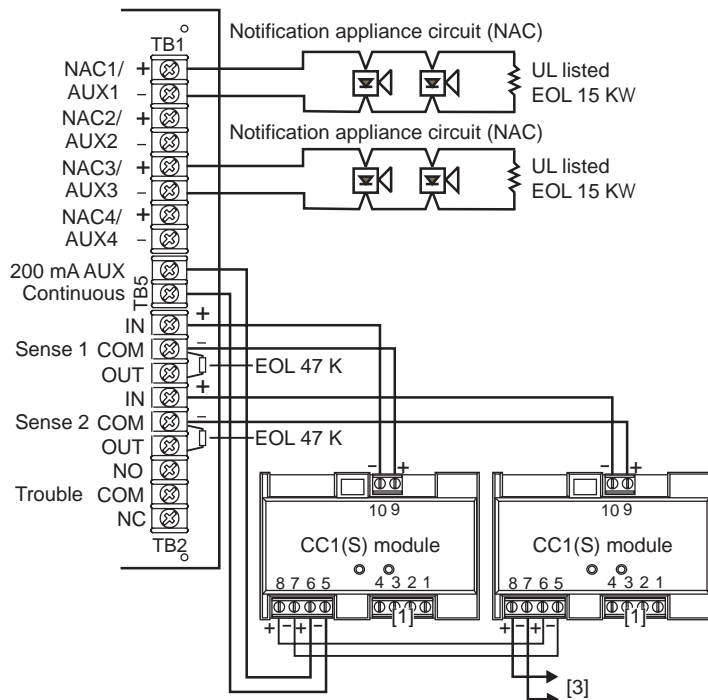 TB1
Notification appliance circuit (NAC)
NAC1/ +
AUX1 –
UL listed
EOL 15 KW
NAC2/ +
AUX2 –
Notification appliance circuit (NAC)
NAC3/ +
AUX3 –
UL listed
EOL 15 KW
NAC4/ +
AUX4 –
200 mA AUX
Continuous
TB5
IN +
Sense 1 COM –
OUT
EOL 47 K
IN +
Sense 2 COM –
OUT
EOL 47 K
NO
Trouble COM
NC
TB2
– +
10 9
CC1(S) module
8 7 6 5 4 3 2 1
[1]
+ – + –
– +
10 9
CC1(S) module
8 7 6 5 4 3 2 1
[1]
+ – + –
[3]